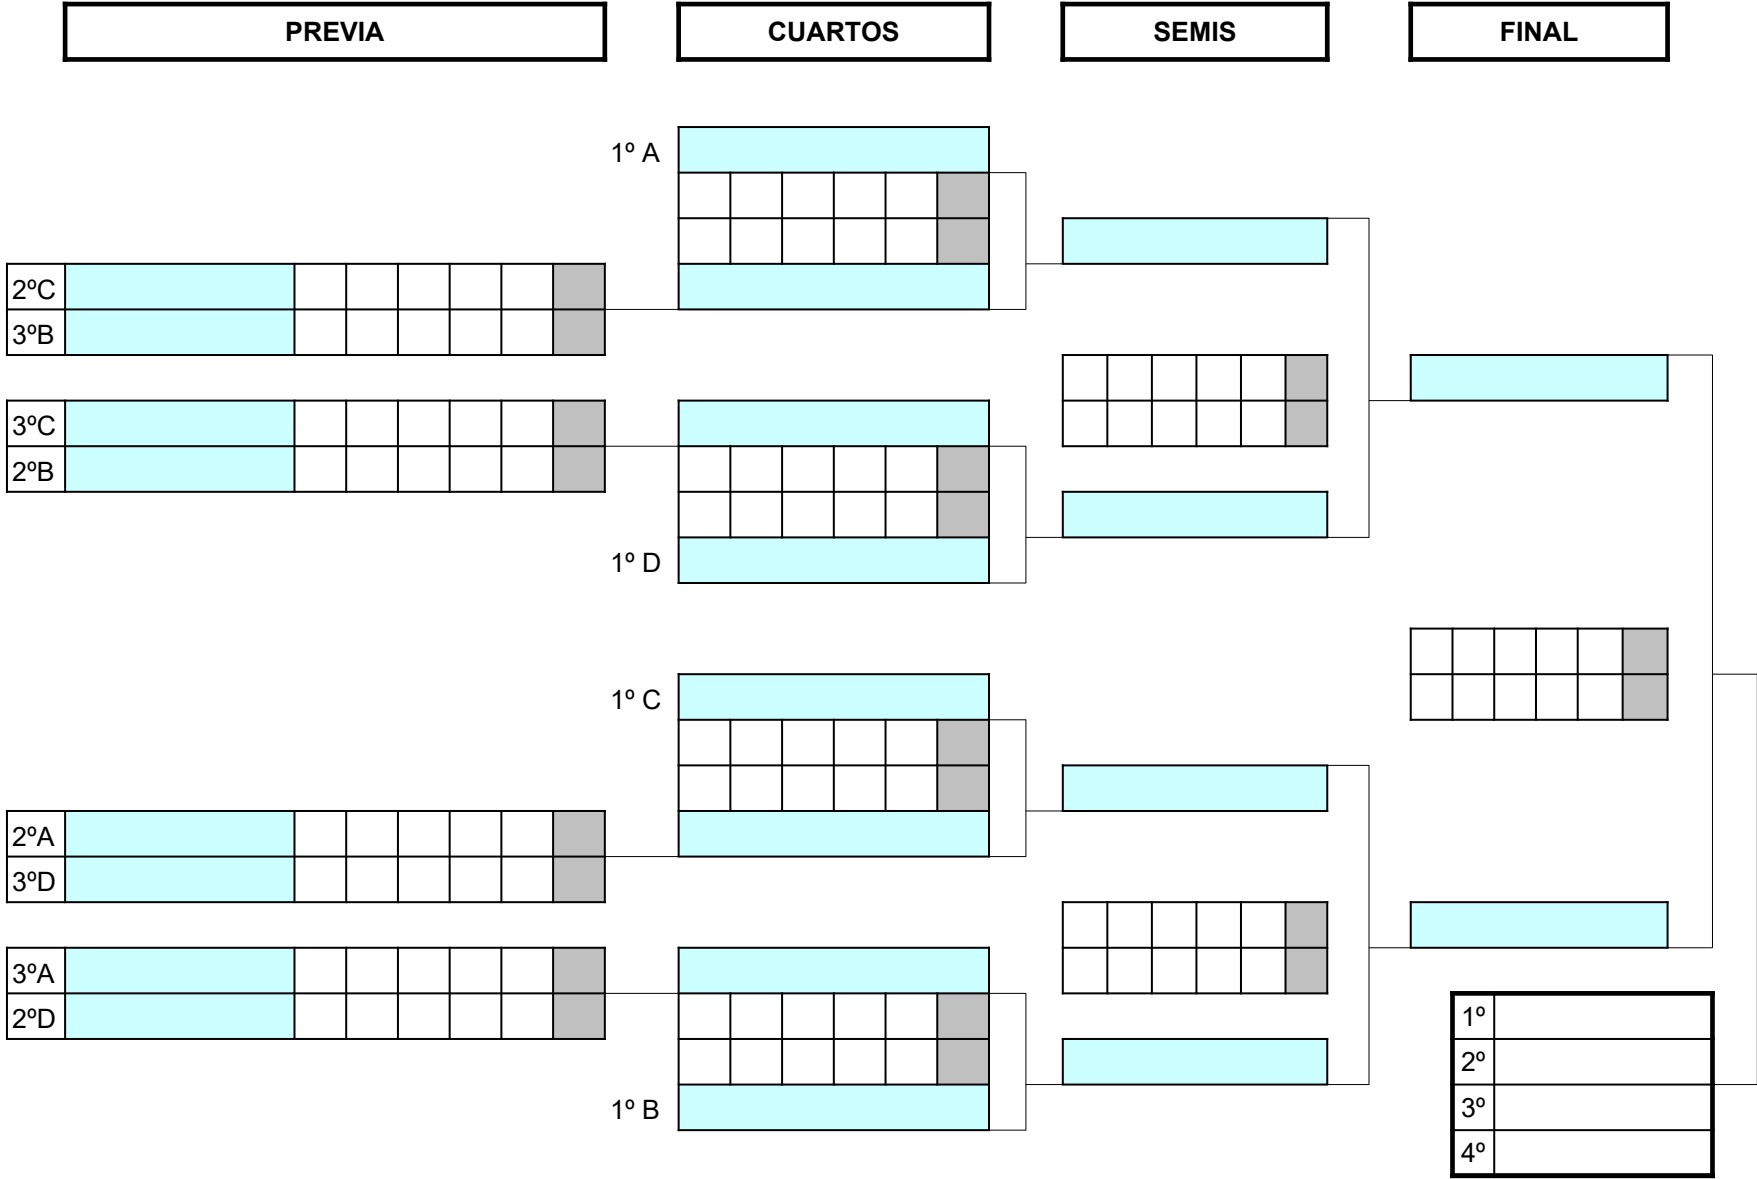 PREVIA CUARTOS SEMIS FINAL
1º A
2ºC
3ºB
3ºC
2ºB
1º D
1º C
2ºA
3ºD
3ºA
2ºD
1º B
1º
2º
3º
4º